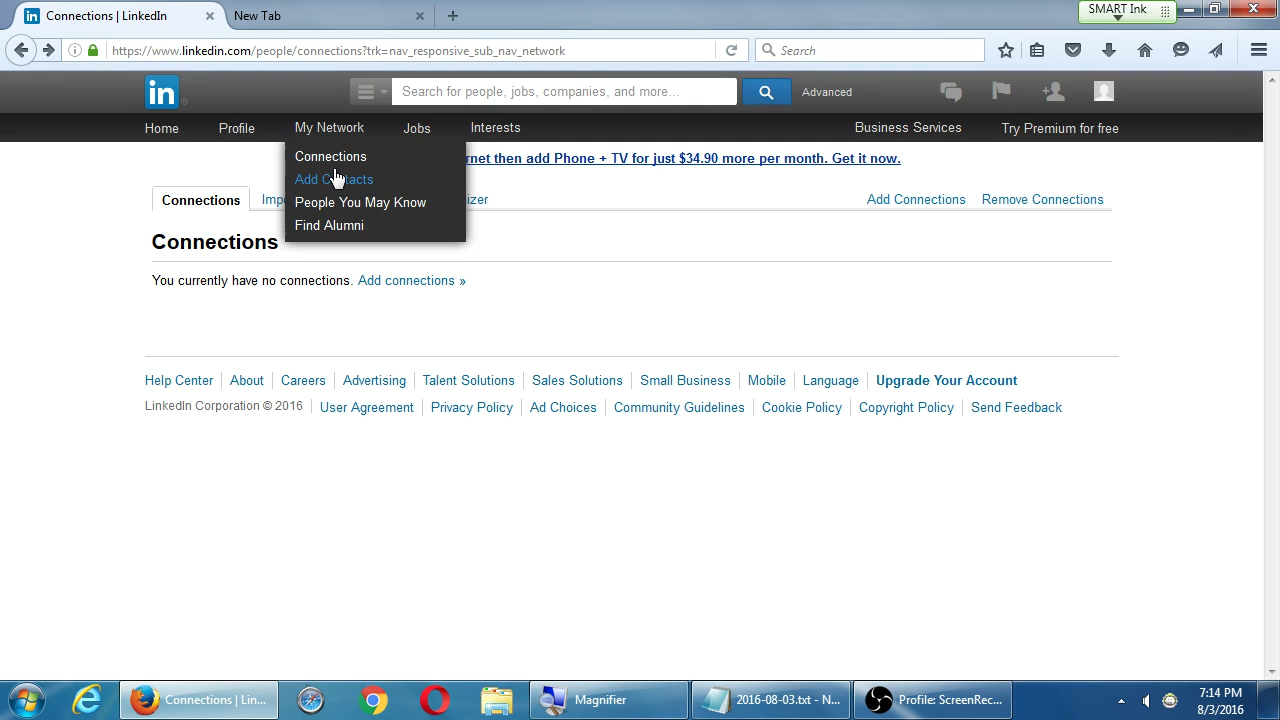 Connections | LinkedIn
New Tab
SMART Ink
https://www.linkedin.com/people/connections?trk=nav_responsive_sub_nav_network
Search
in
Search for people, jobs, companies, and more...
Advanced
Home
Profile
My Network
Jobs
Interests
Business Services
Try Premium for free
Connections
Add Contacts
People You May Know
Find Alumni
rnet then add Phone + TV for just $34.90 more per month. Get it now.
Connections
Imp
izer
Add Connections
Remove Connections
Connections
You currently have no connections. Add connections »
Help Center About Careers Advertising Talent Solutions Sales Solutions Small Business Mobile Language Upgrade Your Account
LinkedIn Corporation © 2016 User Agreement Privacy Policy Ad Choices Community Guidelines Cookie Policy Copyright Policy Send Feedback
Connections | Lin...
Magnifier
2016-08-03.txt - N...
Profile: ScreenRec...
7:14 PM
8/3/2016